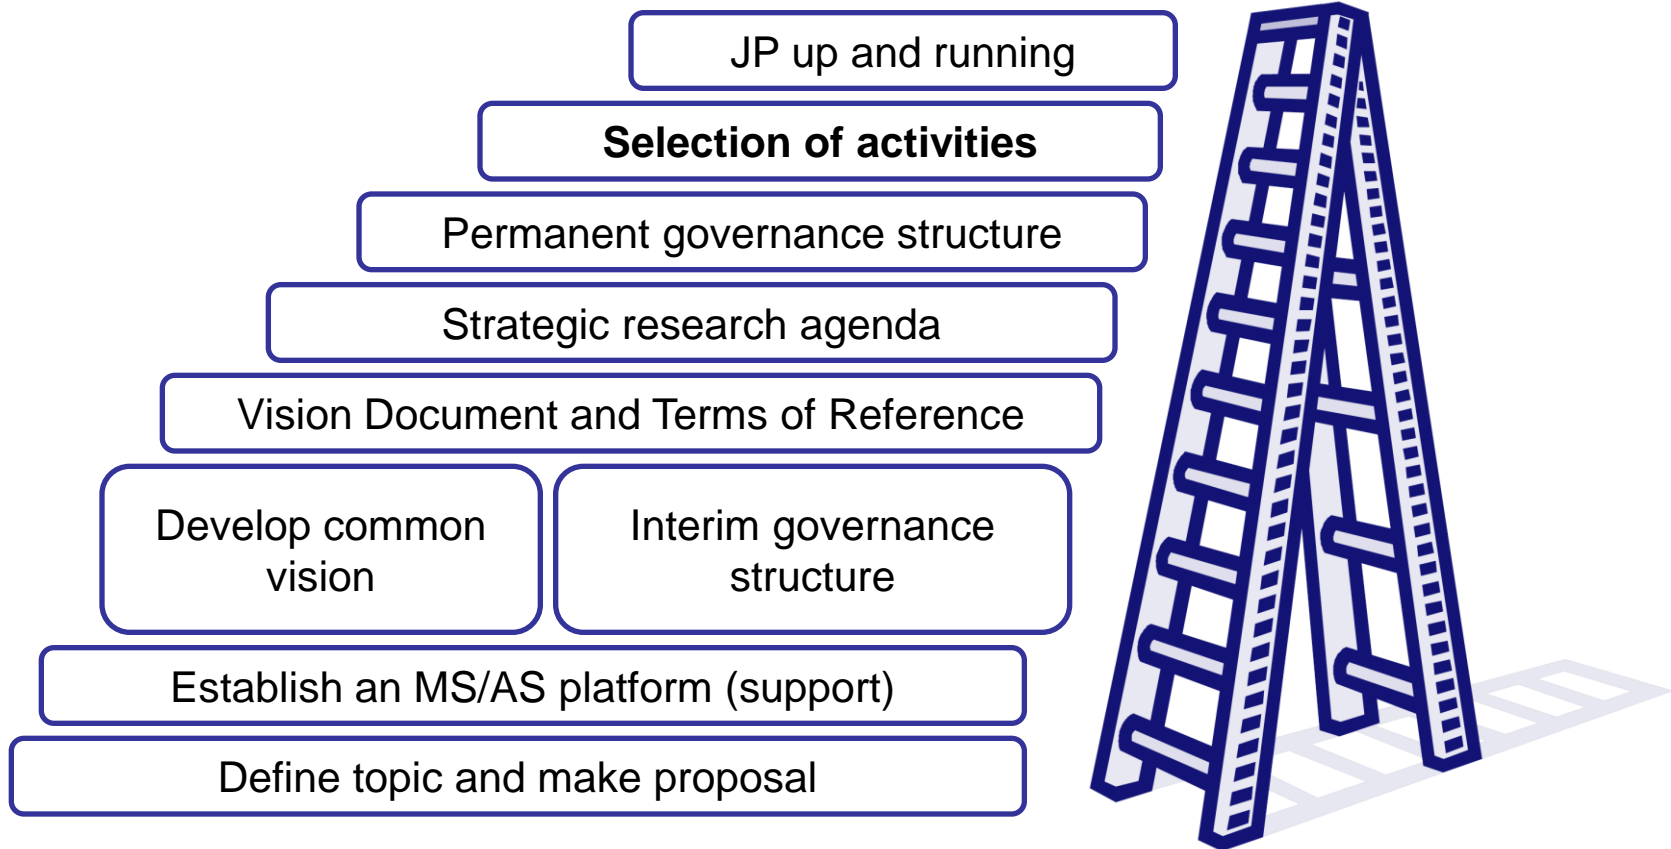 JP up and running
Selection of activities
Permanent governance structure
Strategic research agenda
Vision Document and Terms of Reference
Develop common
vision
Interim governance
structure
Establish an MS/AS platform (support)
Define topic and make proposal